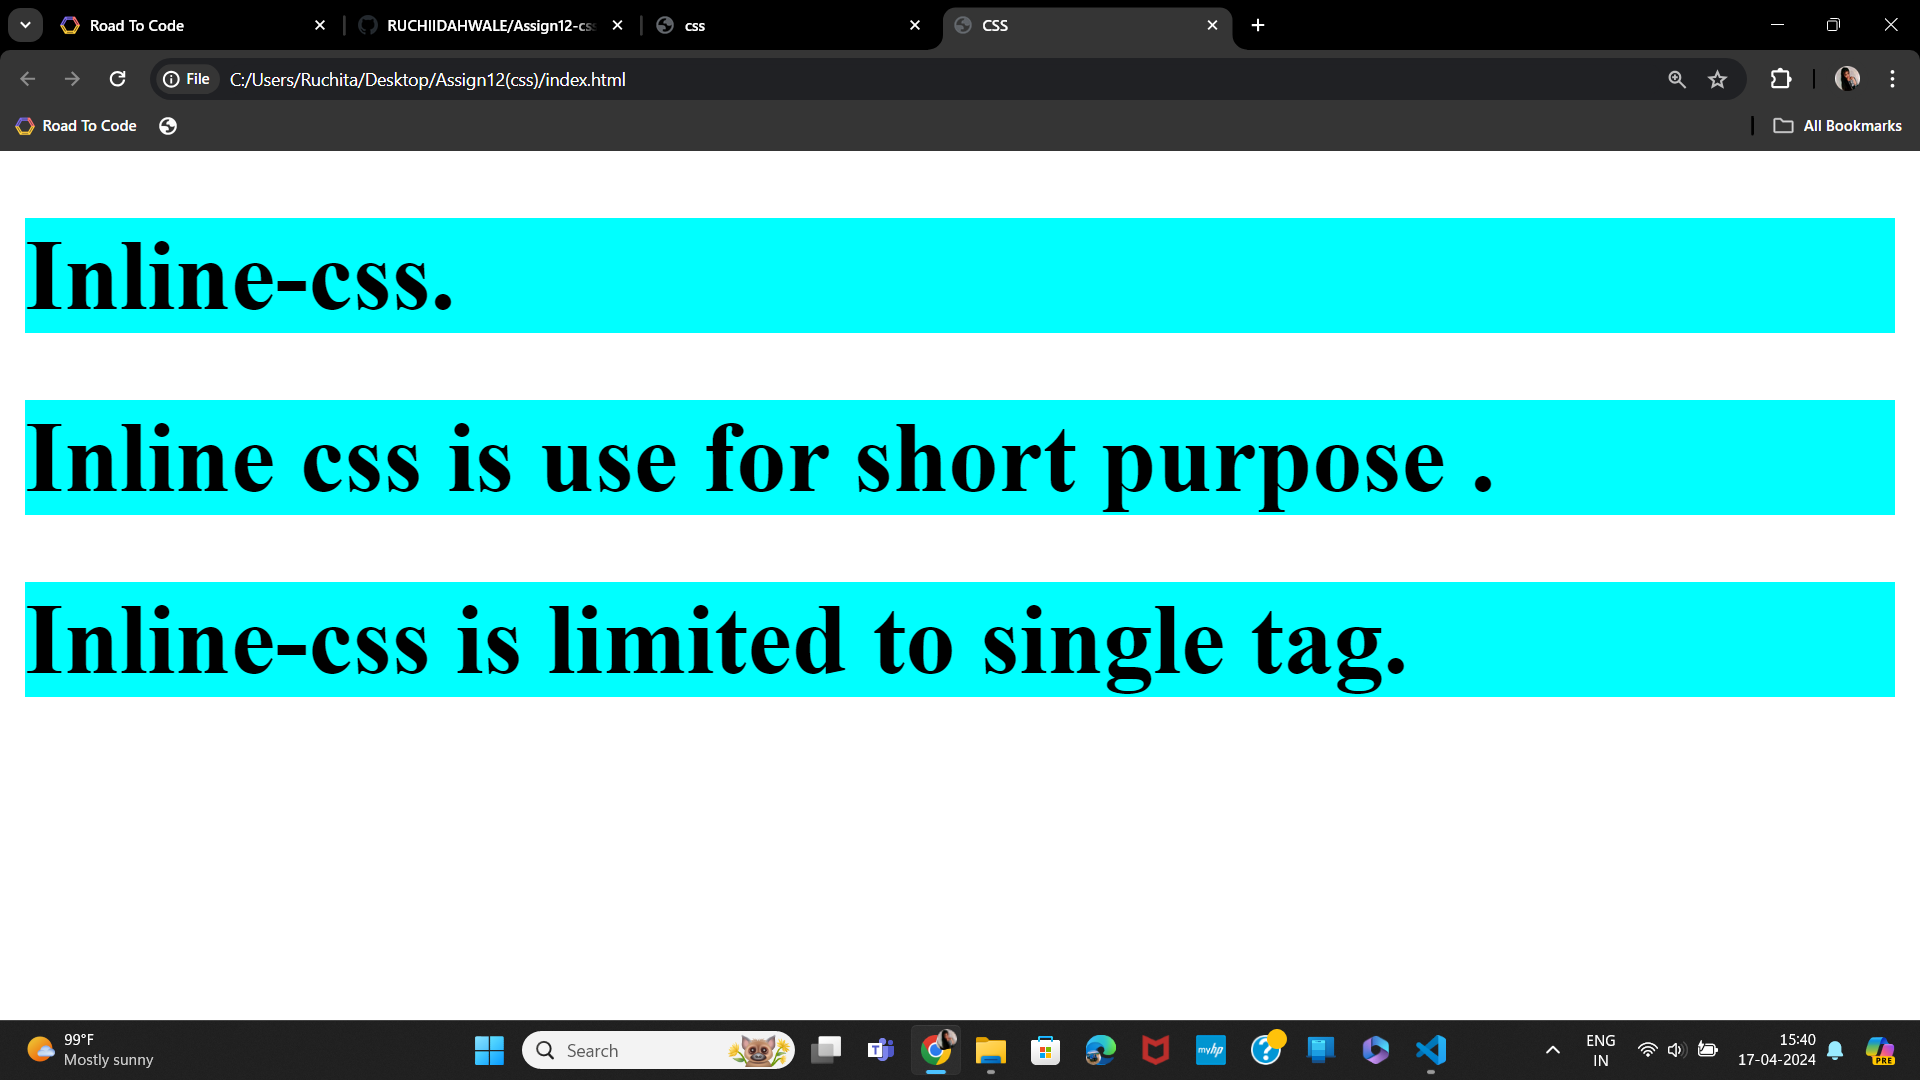 Road To Code
RUCHIIDAHWALE/Assign12-css
css
CSS
File
C:/Users/Ruchita/Desktop/Assign12(css)/index.html
Road To Code
All Bookmarks
Inline-css.
Inline css is use for short purpose .
Inline-css is limited to single tag.
99°F
Mostly sunny
Search
myhp
ENG
IN
15:40
17-04-2024
PRE